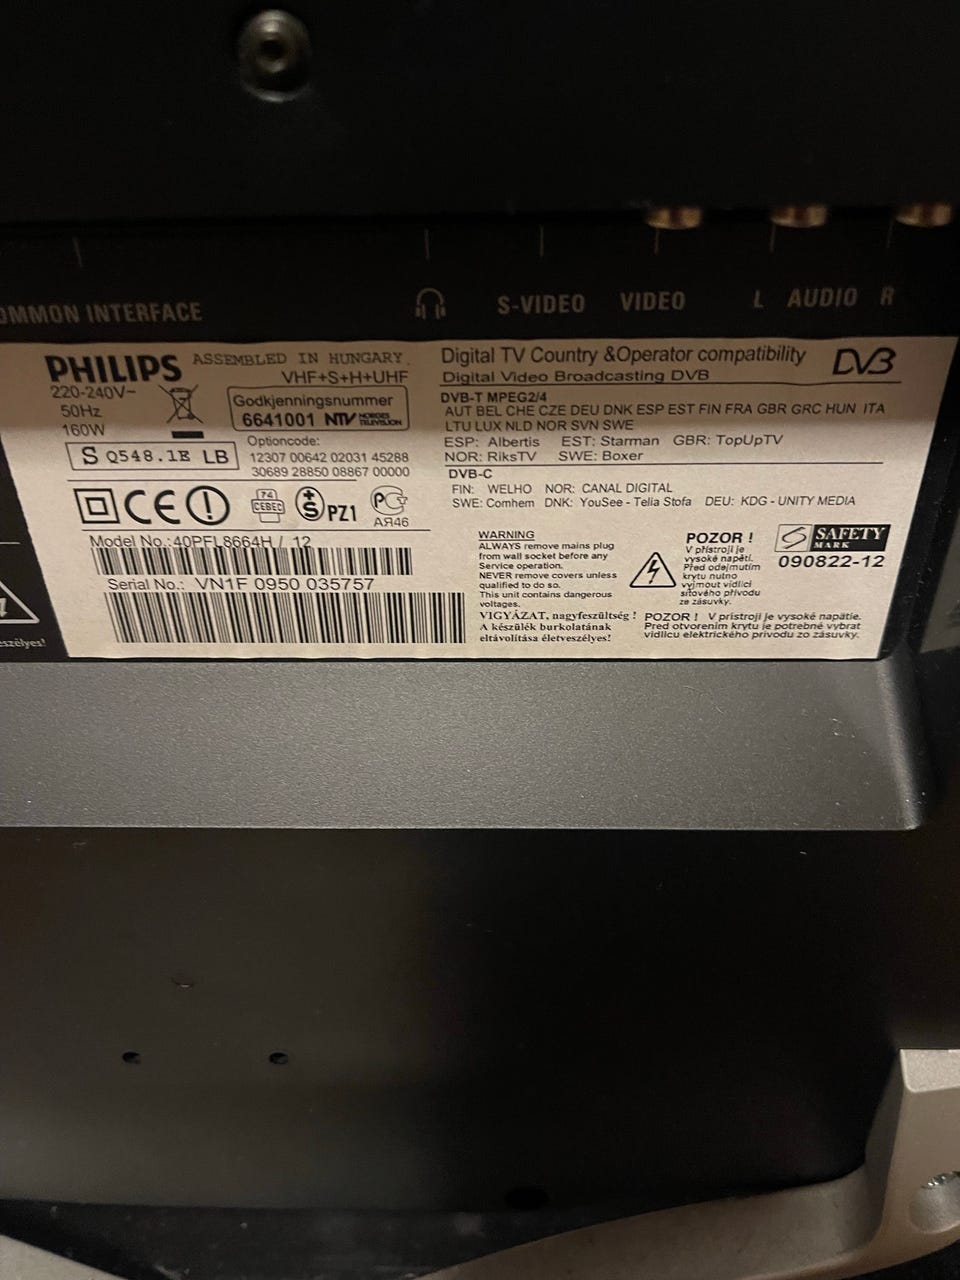 OMMON INTERFACE
S-VIDEO VIDEO L AUDIO R
PHILIPS ASSEMBLED IN HUNGARY
VHF+S+H+UHF
220-240V~
50Hz
160W
Godkjenningsnummer
6641001 NTV NORGES TELEVISION
S Q548.1E LB
Optioncode:
12307 00642 02031 45288
30689 28850 08867 00000
CE 74 CEBEC S PZ1 PC
АЯ46
Model No.:40PFL8664H / 12
Serial No.: VN1F 0950 035757
Digital TV Country &Operator compatibility DVB
Digital Video Broadcasting DVB
DVB-T MPEG2/4
AUT BEL CHE CZE DEU DNK ESP EST FIN FRA GBR GRC HUN ITA
LTU LUX NLD NOR SVN SWE
ESP: Albertis EST: Starman GBR: TopUpTV
NOR: RiksTV SWE: Boxer
DVB-C
FIN: WELHO NOR: CANAL DIGITAL
SWE: Comhem DNK: YouSee - Telia Stofa DEU: KDG - UNITY MEDIA
WARNING
ALWAYS remove mains plug
from wall socket before any
Service operation.
NEVER remove covers unless
qualified to do so.
This unit contains dangerous
voltages.
VIGYÁZAT, nagyfeszültség !
A készülék burkolatának
eltávolítása életveszélyes!
POZOR !
V přístroji je
vysoké napětí.
Před odejmutím
krytu nutno
vyjmout vidlici
síťového přívodu
ze zásuvky.
SAFETY
MARK
090822-12
POZOR ! V prístroji je vysoké napätie.
Pred otvorením krytu je potrebné vybrat
vidlicu elektrického prívodu zo zásuvky.
eszélyes!